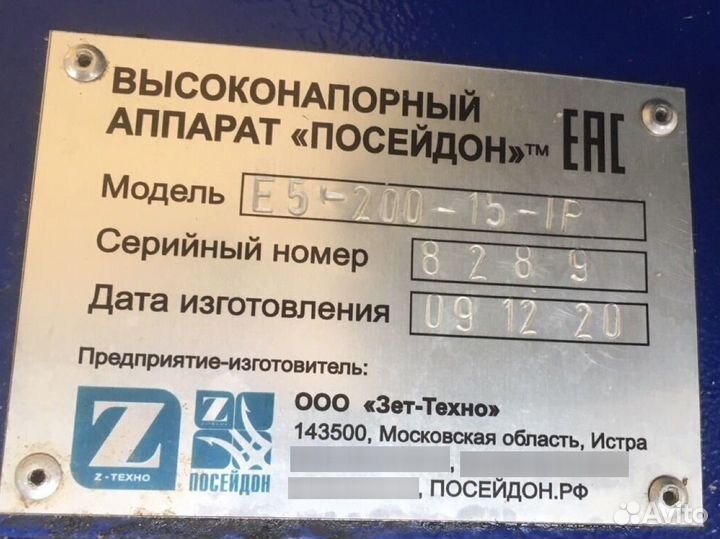 ВЫСОКОНАПОРНЫЙ
АППАРАТ «ПОСЕЙДОН»™ ЕАС
Модель E5-200-15-IP
Серийный номер 8289
Дата изготовления 09 12 20
Предприятие-изготовитель:
Z
Z-ТЕХНО
Z
ПОСЕЙДОН
ООО «Зет-Техно»
143500, Московская область, Истра
, ПОСЕЙДОН.РФ
Avito